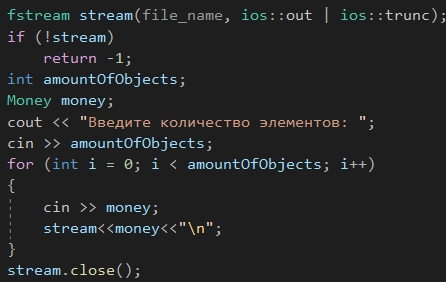 fstream stream(file_name, ios::out | ios::trunc);
if (!stream)
    return -1;
int amountOfObjects;
Money money;
cout << "Введите количество элементов: ";
cin >> amountOfObjects;
for (int i = 0; i < amountOfObjects; i++)
{
    cin >> money;
    stream<<money<<"\n";
}
stream.close();